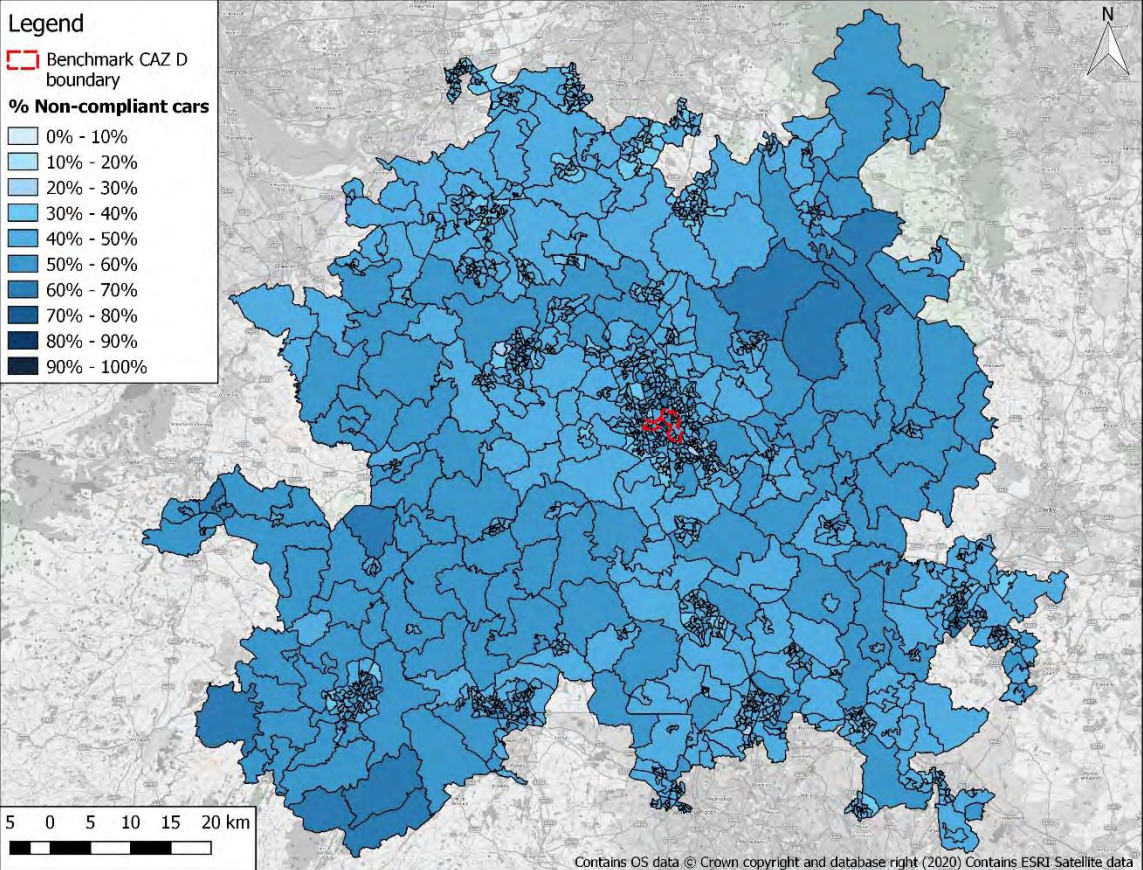 Legend
Benchmark CAZ D
boundary
% Non-compliant cars
0% - 10%
10% - 20%
20% - 30%
30% - 40%
40% - 50%
50% - 60%
60% - 70%
70% - 80%
80% - 90%
90% - 100%
N
Derby
5 0 5 10 15 20 km
Contains OS data © Crown copyright and database right (2020) Contains ESRI Satellite data